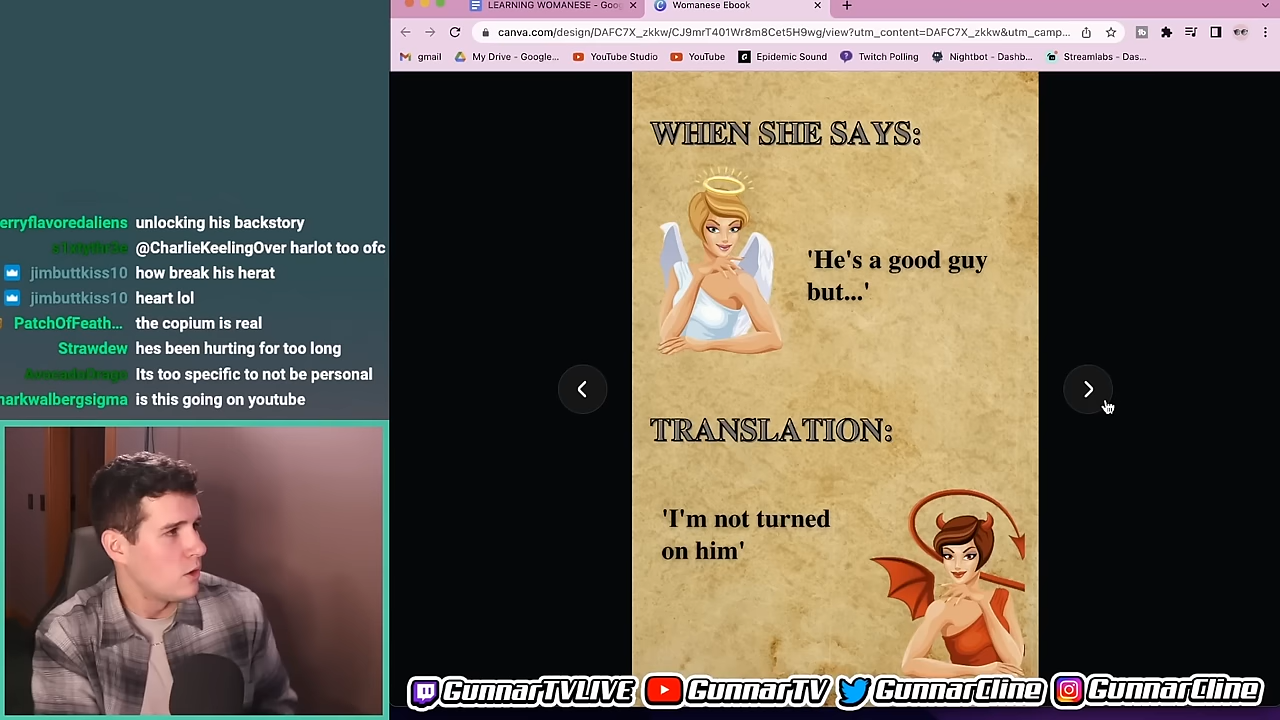 LEARNING WOMANESE - Goo
Womanese Ebook
canva.com/design/DAFC7X_zkkw/CJ9mrT401Wr8m8Cet5H9wg/view?utm_content=DAFC7X_zkkw&utm_camp...
gmail
My Drive - Google...
YouTube Studio
YouTube
Epidemic Sound
Twitch Polling
Nightbot - Dashb...
Streamlabs - Das...
WHEN SHE SAYS:
'He's a good guy
but...'
TRANSLATION:
'I'm not turned
on him'
erryflavoredaliens unlocking his backstory
@CharlieKeelingOver harlot too ofc
jimbuttkiss10 how break his herat
jimbuttkiss10 heart lol
PatchOfFeath... the copium is real
Strawdew hes been hurting for too long
Its too specific to not be personal
arkwalbergsigma is this going on youtube
GunnarTVLIVE GunnarTV GunnarCline GunnarCline